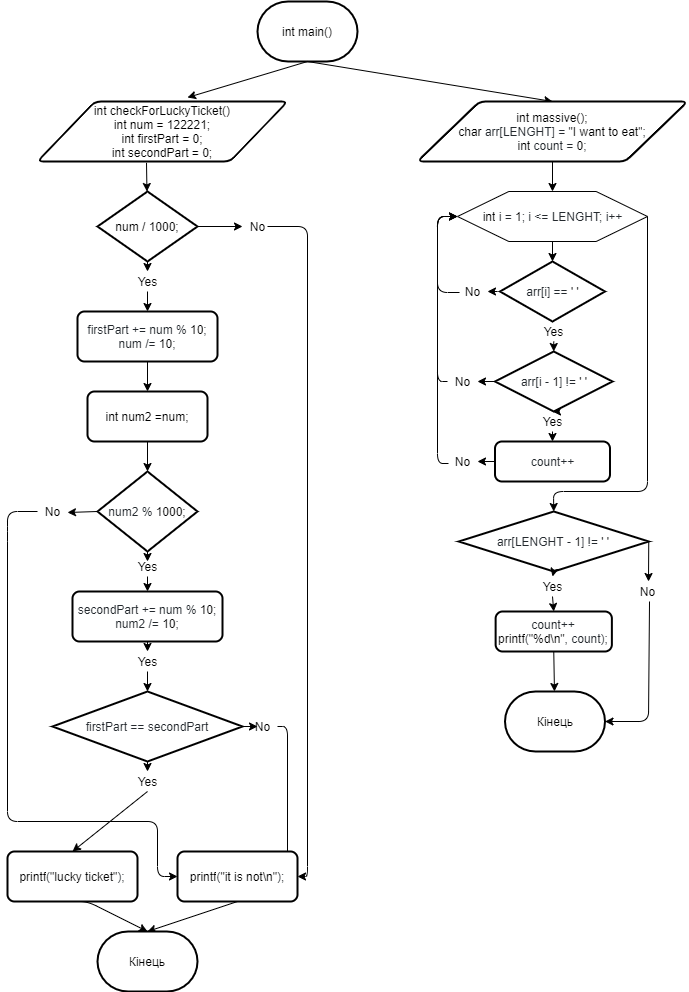 int main()
int checkForLuckyTicket()
int num = 122221;
int firstPart = 0;
int secondPart = 0;
num / 1000;
No
Yes
firstPart += num % 10;
num /= 10;
int num2 =num;
num2 % 1000;
No
Yes
secondPart += num % 10;
num2 /= 10;
Yes
firstPart == secondPart
No
Yes
printf("lucky ticket");
printf("it is not\n");
Кінець
int massive();
char arr[LENGHT] = "I want to eat";
int count = 0;
int i = 1; i <= LENGHT; i++
arr[i] == ' '
No
Yes
arr[i - 1] != ' '
No
Yes
count++
No
arr[LENGHT - 1] != ' '
Yes
No
count++
printf("%d\n", count);
Кінець